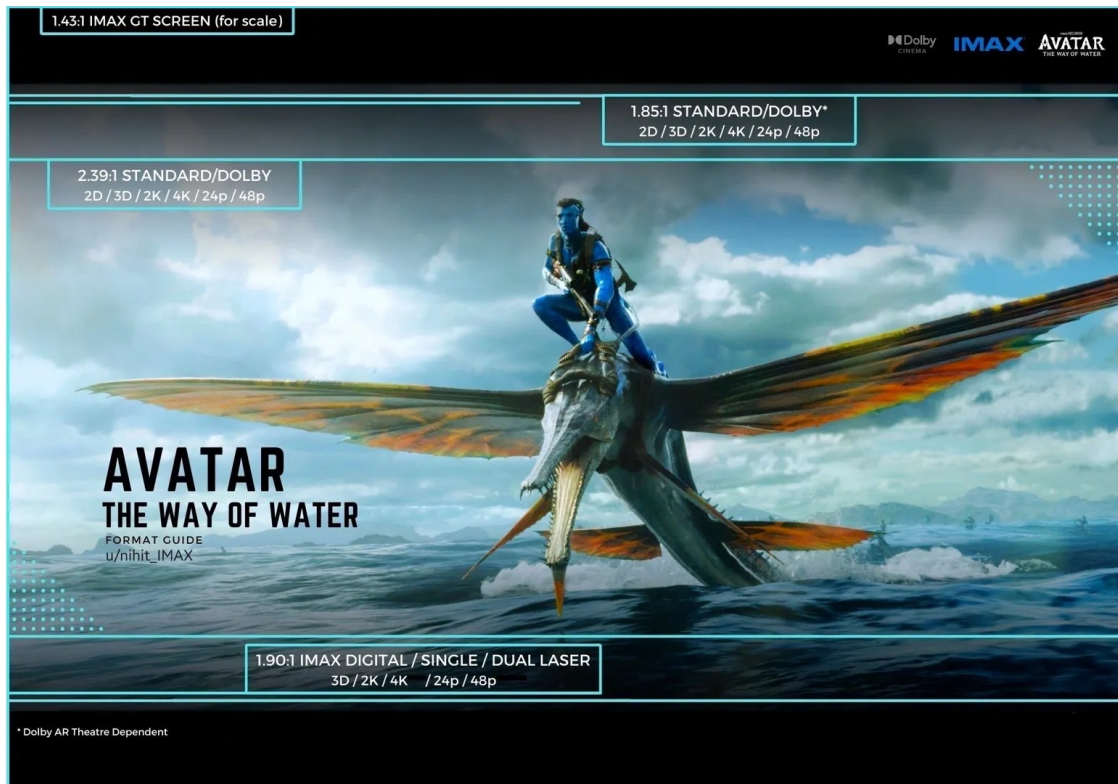 1.43:1 IMAX GT SCREEN (for scale)
Dolby
CINEMA
IMAX
AVATAR
THE WAY OF WATER
1.85:1 STANDARD/DOLBY*
2D / 3D / 2K / 4K / 24p / 48p
2.39:1 STANDARD/DOLBY
2D / 3D / 2K / 4K / 24p / 48p
AVATAR
THE WAY OF WATER
FORMAT GUIDE
u/nihit_IMAX
1.90:1 IMAX DIGITAL / SINGLE / DUAL LASER
3D / 2K / 4K / 24p / 48p
* Dolby AR Theatre Dependent